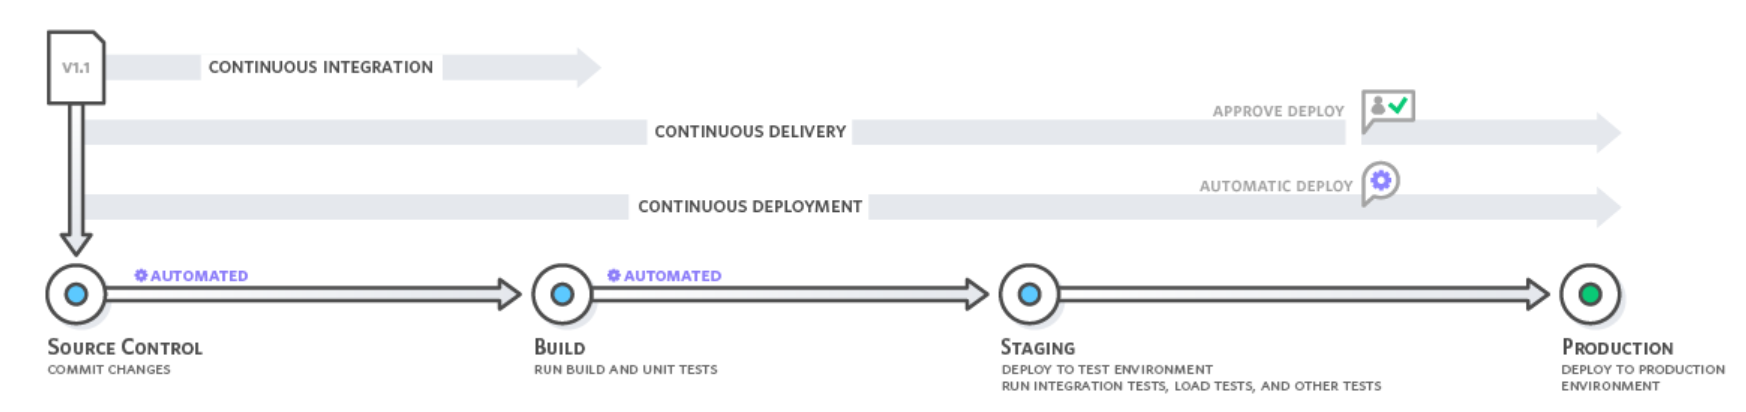 V1.1
CONTINUOUS INTEGRATION
APPROVE DEPLOY
CONTINUOUS DELIVERY
AUTOMATIC DEPLOY
CONTINUOUS DEPLOYMENT
AUTOMATED
AUTOMATED
SOURCE CONTROL
COMMIT CHANGES
BUILD
RUN BUILD AND UNIT TESTS
STAGING
DEPLOY TO TEST ENVIRONMENT
RUN INTEGRATION TESTS, LOAD TESTS, AND OTHER TESTS
PRODUCTION
DEPLOY TO PRODUCTION
ENVIRONMENT